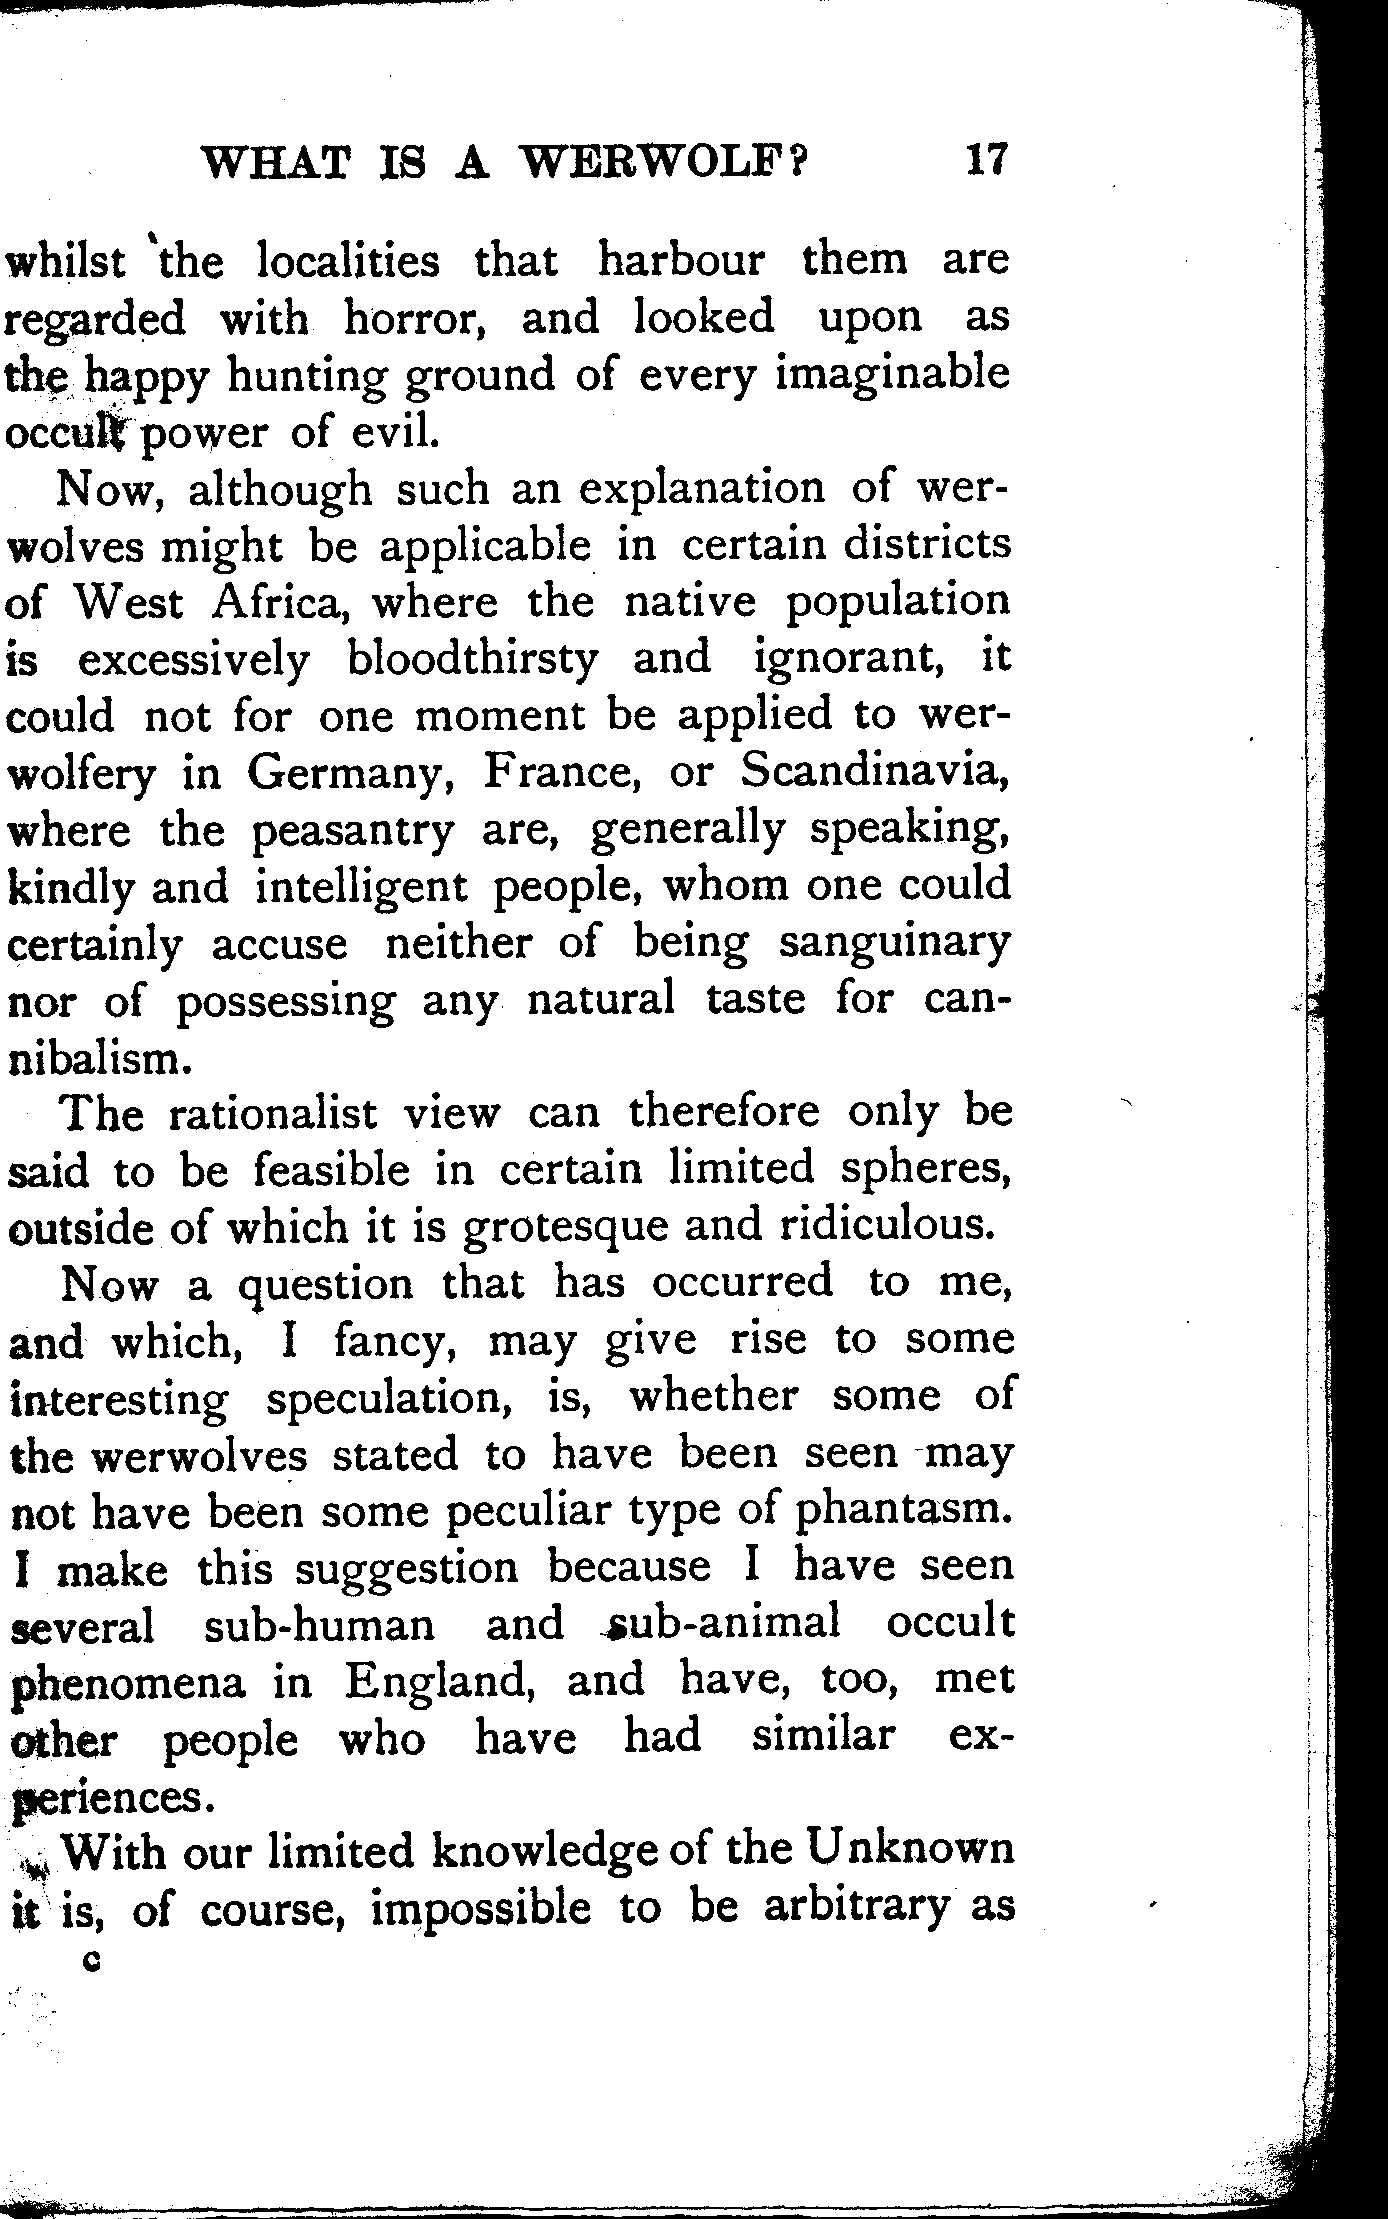 WHAT IS A WERWOLF? 17
whilst the localities that harbour them are
regarded with horror, and looked upon as
the happy hunting ground of every imaginable
occult power of evil.
Now, although such an explanation of wer-
wolves might be applicable in certain districts
of West Africa, where the native population
is excessively bloodthirsty and ignorant, it
could not for one moment be applied to wer-
wolfery in Germany, France, or Scandinavia,
where the peasantry are, generally speaking,
kindly and intelligent people, whom one could
certainly accuse neither of being sanguinary
nor of possessing any natural taste for can-
nibalism.
The rationalist view can therefore only be
said to be feasible in certain limited spheres,
outside of which it is grotesque and ridiculous.
Now a question that has occurred to me,
and which, I fancy, may give rise to some
interesting speculation, is, whether some of
the werwolves stated to have been seen may
not have been some peculiar type of phantasm.
I make this suggestion because I have seen
several sub-human and sub-animal occult
phenomena in England, and have, too, met
other people who have had similar ex-
periences.
With our limited knowledge of the Unknown
it is, of course, impossible to be arbitrary as
C